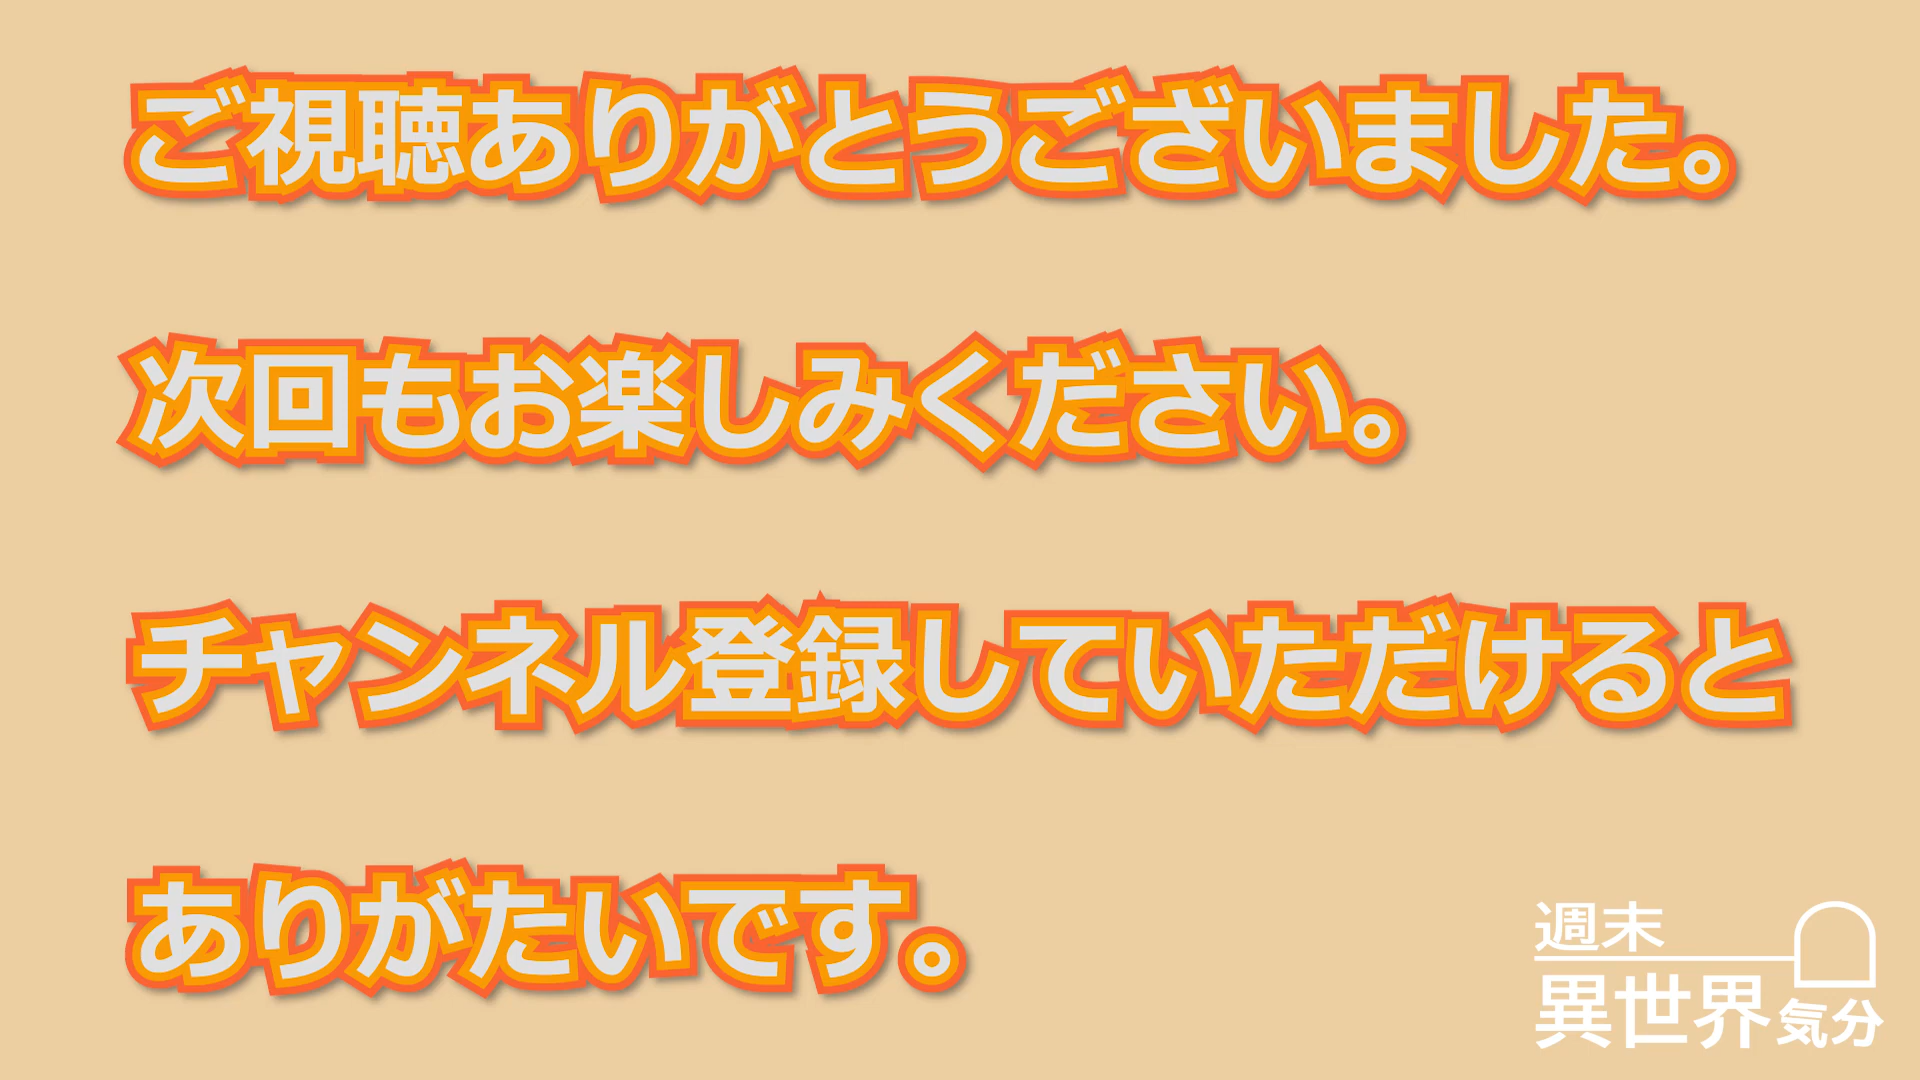 ご視聴ありがとうございました。
次回もお楽しみください。
チャンネル登録していただけると
ありがたいです。
週末
異世界気分